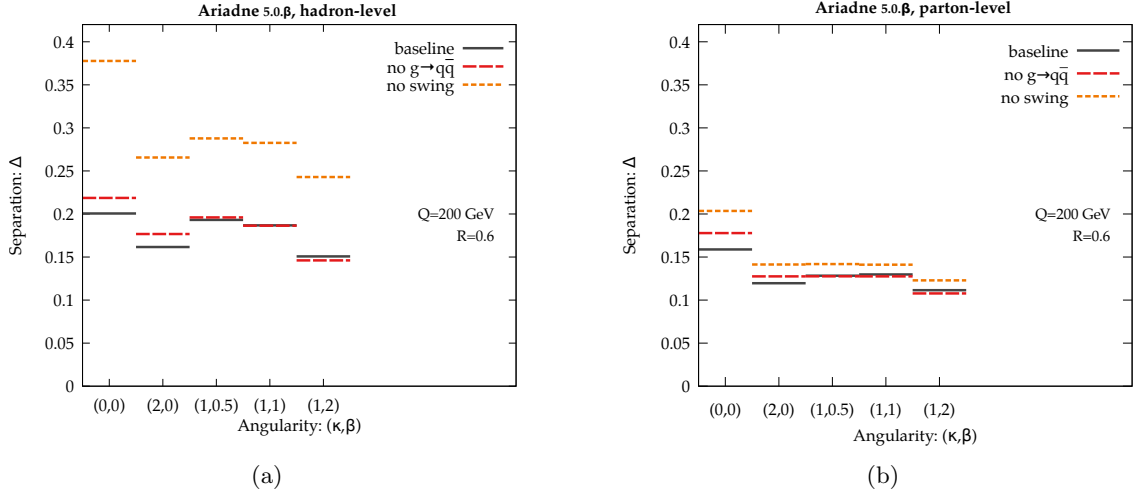 Ariadne 5.0.β, hadron-level
0.4
0.35
0.3
0.25
0.2
0.15
0.1
0.05
0
Separation: Δ
baseline
no g→qq̅
no swing
Q=200 GeV
R=0.6
(0,0) (2,0) (1,0.5) (1,1) (1,2)
Angularity: (κ,β)
(a)
Ariadne 5.0.β, parton-level
0.4
0.35
0.3
0.25
0.2
0.15
0.1
0.05
0
Separation: Δ
baseline
no g→qq̅
no swing
Q=200 GeV
R=0.6
(0,0) (2,0) (1,0.5) (1,1) (1,2)
Angularity: (κ,β)
(b)